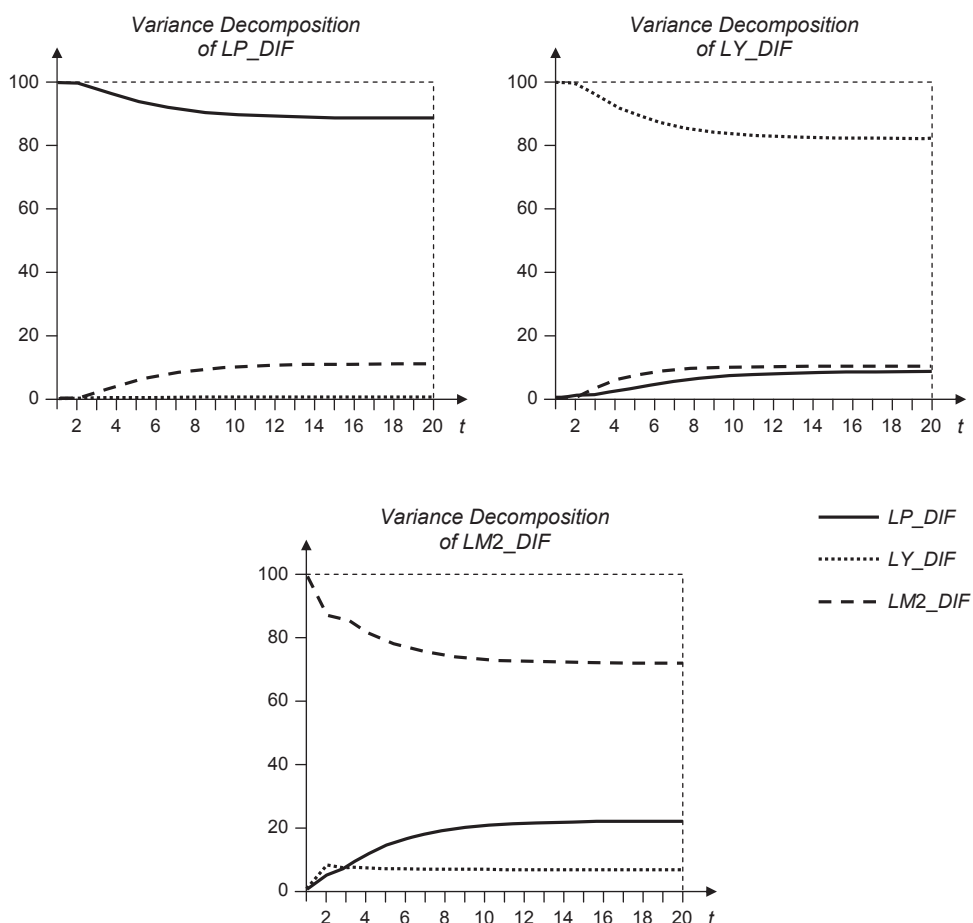 Variance Decomposition
of LP_DIF
100
80
60
40
20
0
2 4 6 8 10 12 14 16 18 20 t
Variance Decomposition
of LY_DIF
100
80
60
40
20
0
2 4 6 8 10 12 14 16 18 20 t
Variance Decomposition
of LM2_DIF
100
80
60
40
20
0
2 4 6 8 10 12 14 16 18 20 t
LP_DIF
LY_DIF
LM2_DIF